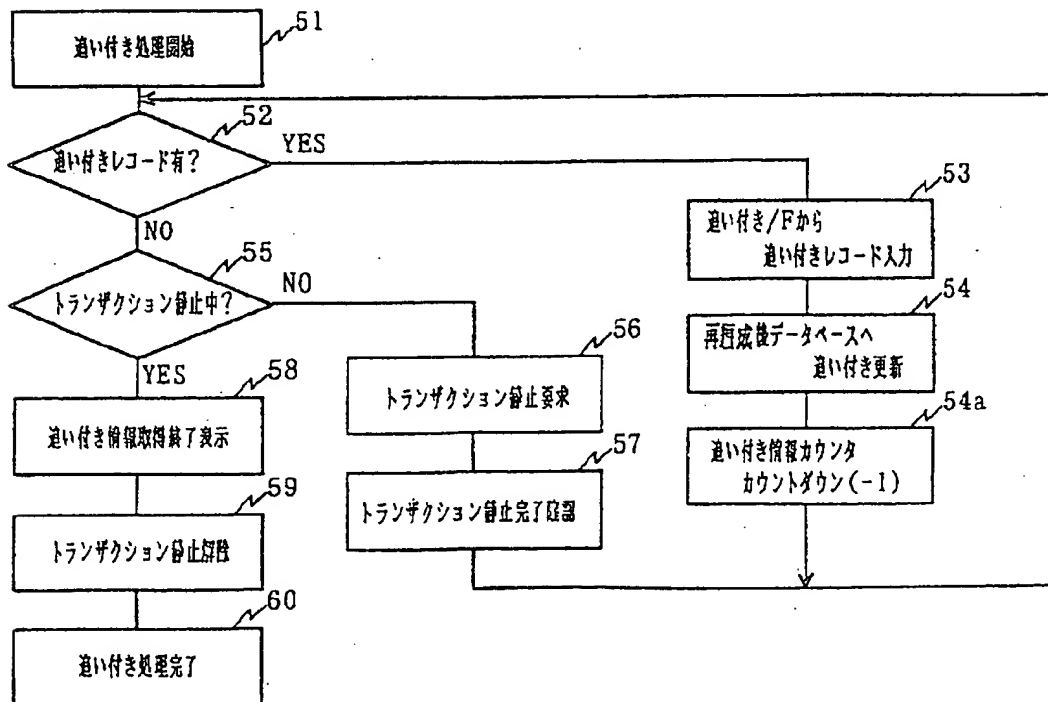 51
追い付き処理開始
52
追い付きレコード有?
YES
NO
53
追い付き/Fから
追い付きレコード入力
54
再編成後データベースへ
追い付き更新
54a
追い付き情報カウンタ
カウントダウン(-1)
55
トランザクション静止中?
NO
YES
56
トランザクション静止要求
57
トランザクション静止完了確認
58
追い付き情報取得終了表示
59
トランザクション静止解除
60
追い付き処理完了